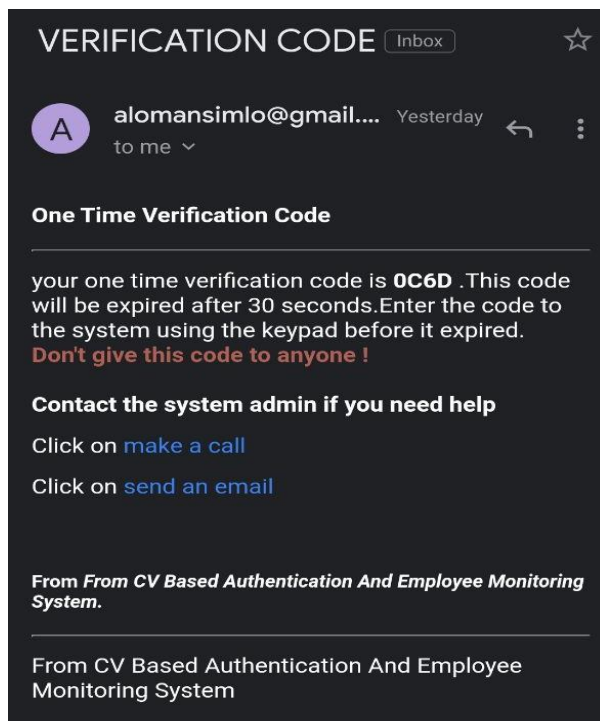 VERIFICATION CODE Inbox
A
alomansimlo@gmail.... Yesterday
to me
One Time Verification Code
your one time verification code is 0C6D .This code
will be expired after 30 seconds.Enter the code to
the system using the keypad before it expired.
Don't give this code to anyone !
Contact the system admin if you need help
Click on make a call
Click on send an email
From From CV Based Authentication And Employee Monitoring
System.
From CV Based Authentication And Employee
Monitoring System